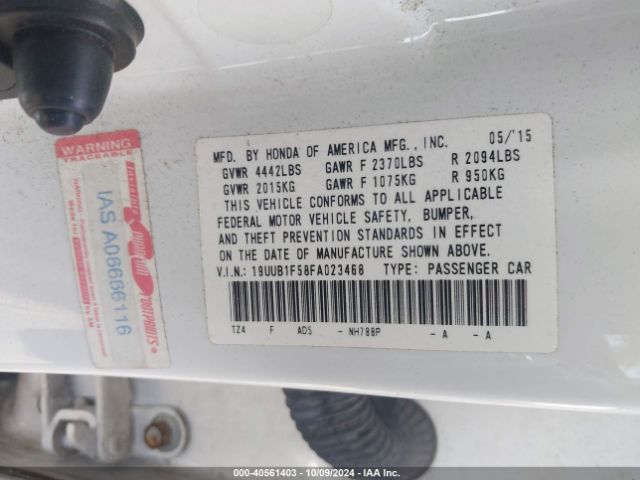 MFD. BY HONDA OF AMERICA MFG., INC. 05/'15
GVWR 4442LBS GAWR F 2370LBS R 2094LBS
GVWR 2015KG GAWR F 1075KG R 950KG
THIS VEHICLE CONFORMS TO ALL APPLICABLE
FEDERAL MOTOR VEHICLE SAFETY, BUMPER,
AND THEFT PREVENTION STANDARDS IN EFFECT
ON THE DATE OF MANUFACTURE SHOWN ABOVE.
V.I.N.: 19UUB1F58FA023468 TYPE: PASSENGER CAR
TZ4 F AD5 - NH788P - A - A
WARNING
TRACEABLE
IAS A06666116
000-40561403 - 10/09/2024 - IAA Inc.